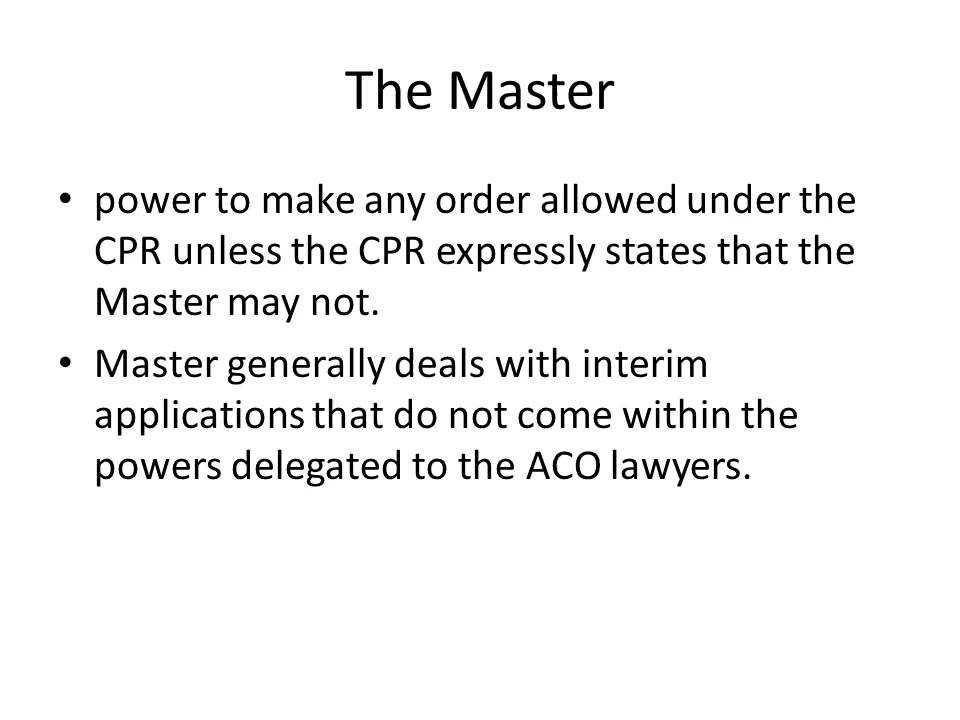 The Master
• power to make any order allowed under the
CPR unless the CPR expressly states that the
Master may not.
• Master generally deals with interim
applications that do not come within the
powers delegated to the ACO lawyers.